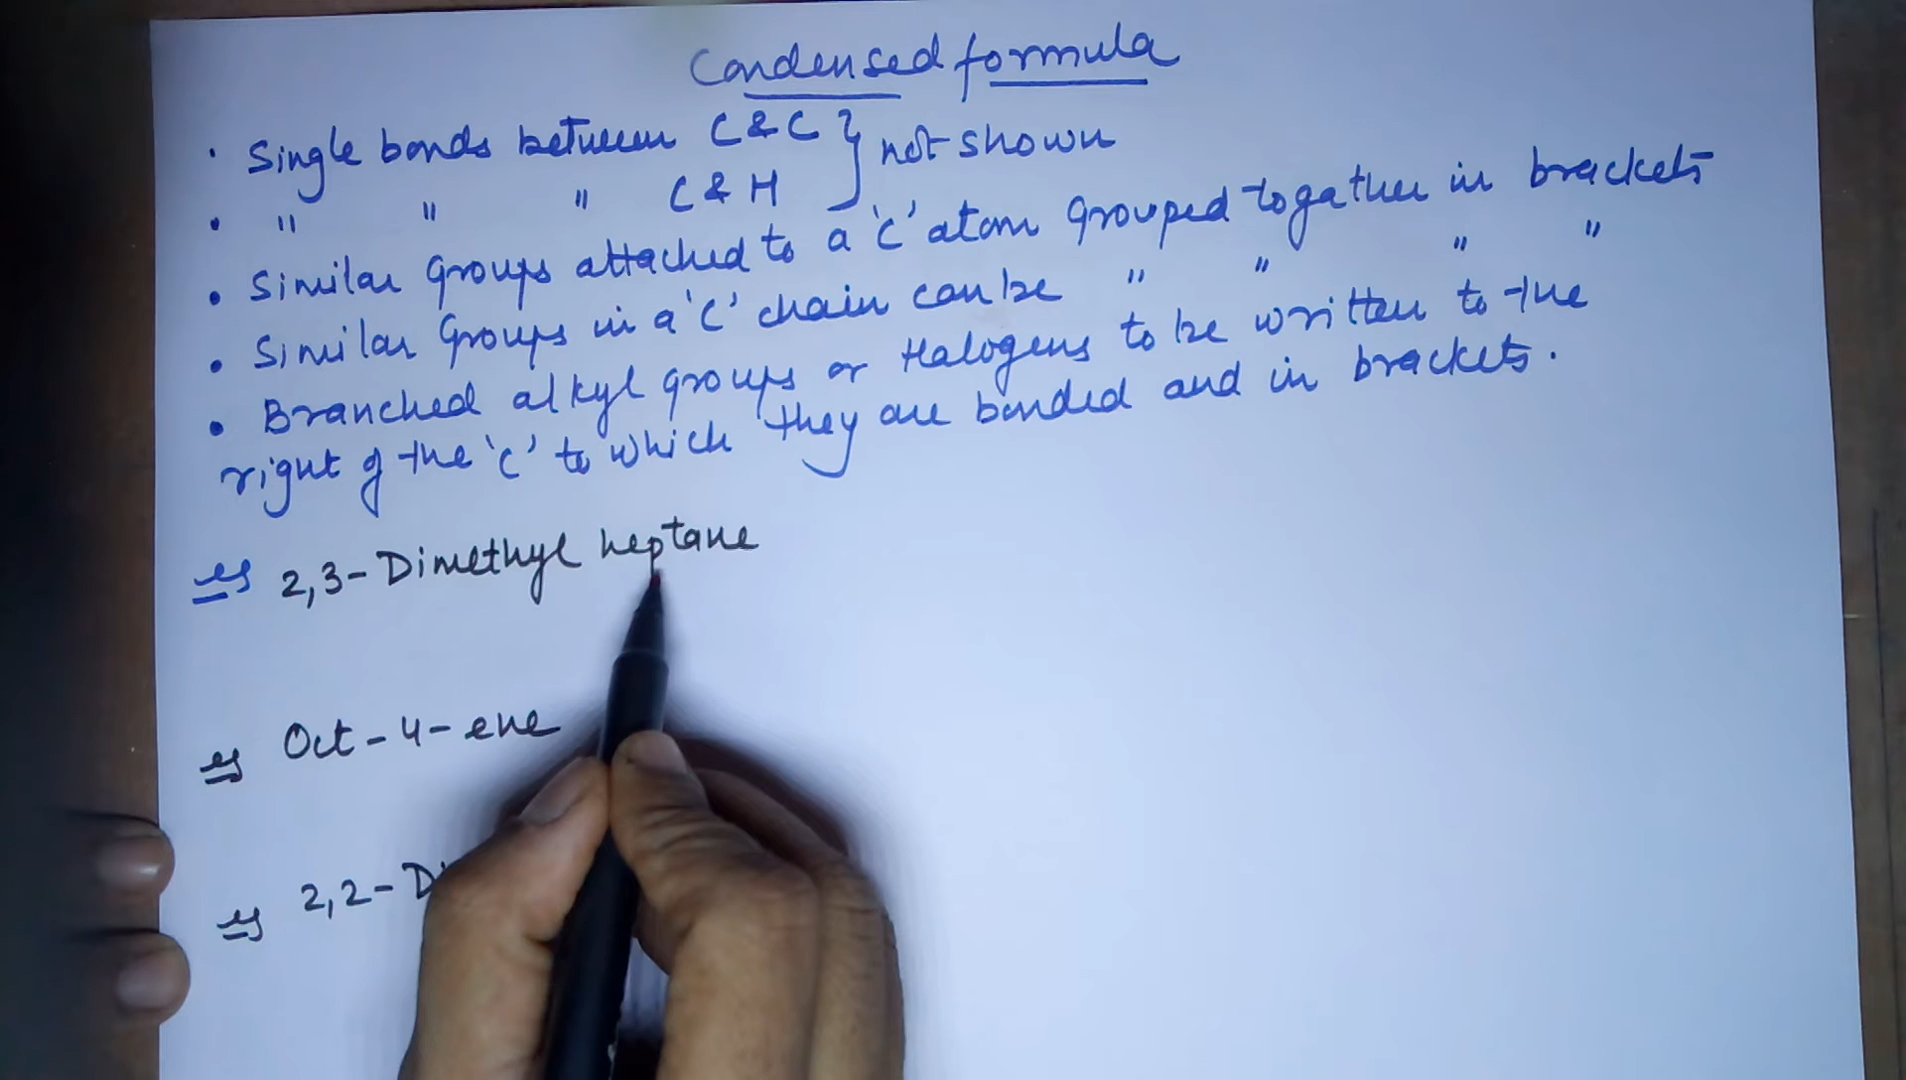 Condensed formula
• Single bonds between C & C } not shown
• " " " C & H
• Similar Groups attached to a 'C' atom Grouped togather in brackets
• Similar Groups in a 'C' chain can be " " " "
• Branched alkyl groups or Halogens to be written to the
right of the 'C' to which they are bonded and in brackets.
eg 2,3-Dimethyl heptane
eg Oct-4-ene
eg 2,2-Di